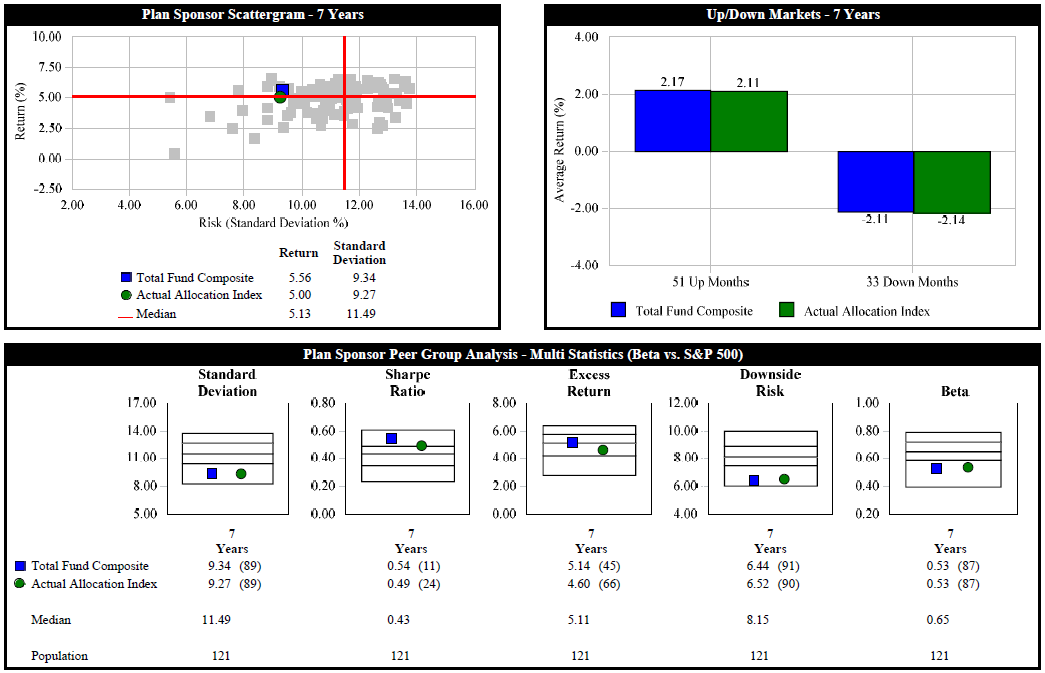 Plan Sponsor Scattergram - 7 Years
10.00
7.50
5.00
2.50
0.00
-2.50
Return (%)
2.00 4.00 6.00 8.00 10.00 12.00 14.00 16.00
Risk (Standard Deviation %)
Return Standard Deviation
Total Fund Composite 5.56 9.34
Actual Allocation Index 5.00 9.27
Median 5.13 11.49
Up/Down Markets - 7 Years
4.00
2.00
0.00
-2.00
-4.00
Average Return (%)
2.17 2.11
-2.11 -2.14
51 Up Months 33 Down Months
Total Fund Composite Actual Allocation Index
Plan Sponsor Peer Group Analysis - Multi Statistics (Beta vs. S&P 500)
Standard Sharpe Excess Downside
Deviation Ratio Return Risk Beta
17.00 0.80 8.00 12.00 1.00
14.00 0.60 6.00 10.00 0.80
11.00 0.40 4.00 8.00 0.60
8.00 0.20 2.00 6.00 0.40
5.00 0.00 0.00 4.00 0.20
7 7 7 7 7
Years Years Years Years Years
Total Fund Composite 9.34 (89) 0.54 (11) 5.14 (45) 6.44 (91) 0.53 (87)
Actual Allocation Index 9.27 (89) 0.49 (24) 4.60 (66) 6.52 (90) 0.53 (87)
Median 11.49 0.43 5.11 8.15 0.65
Population 121 121 121 121 121